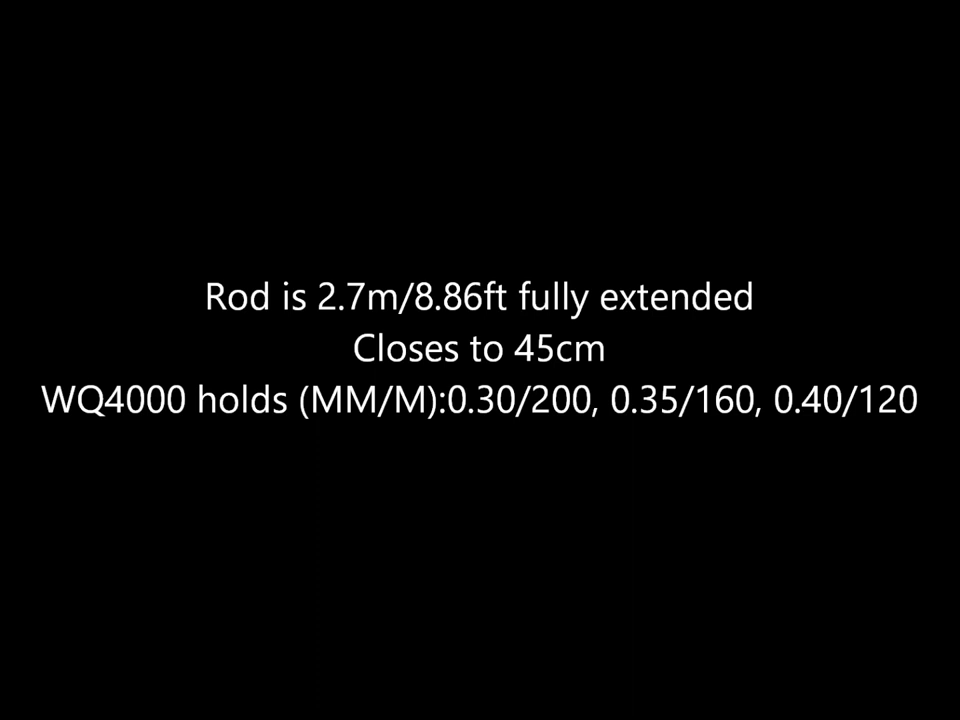 Rod is 2.7m/8.86ft fully extended
Closes to 45cm
WQ4000 holds (MM/M):0.30/200, 0.35/160, 0.40/120